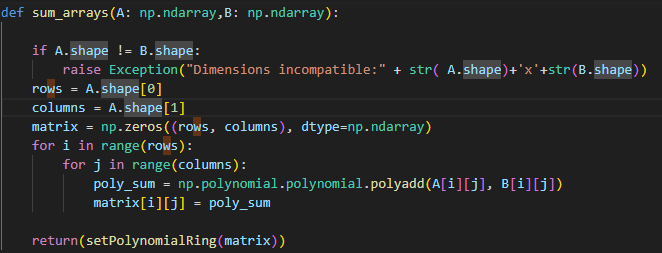 def sum_arrays(A: np.ndarray,B: np.ndarray):
    if A.shape != B.shape:
        raise Exception("Dimensions incompatible:" + str( A.shape)+'x'+str(B.shape))
    rows = A.shape[0]
    columns = A.shape[1]
    matrix = np.zeros((rows, columns), dtype=np.ndarray)
    for i in range(rows):
        for j in range(columns):
            poly_sum = np.polynomial.polynomial.polyadd(A[i][j], B[i][j])
            matrix[i][j] = poly_sum
    return(setPolynomialRing(matrix))